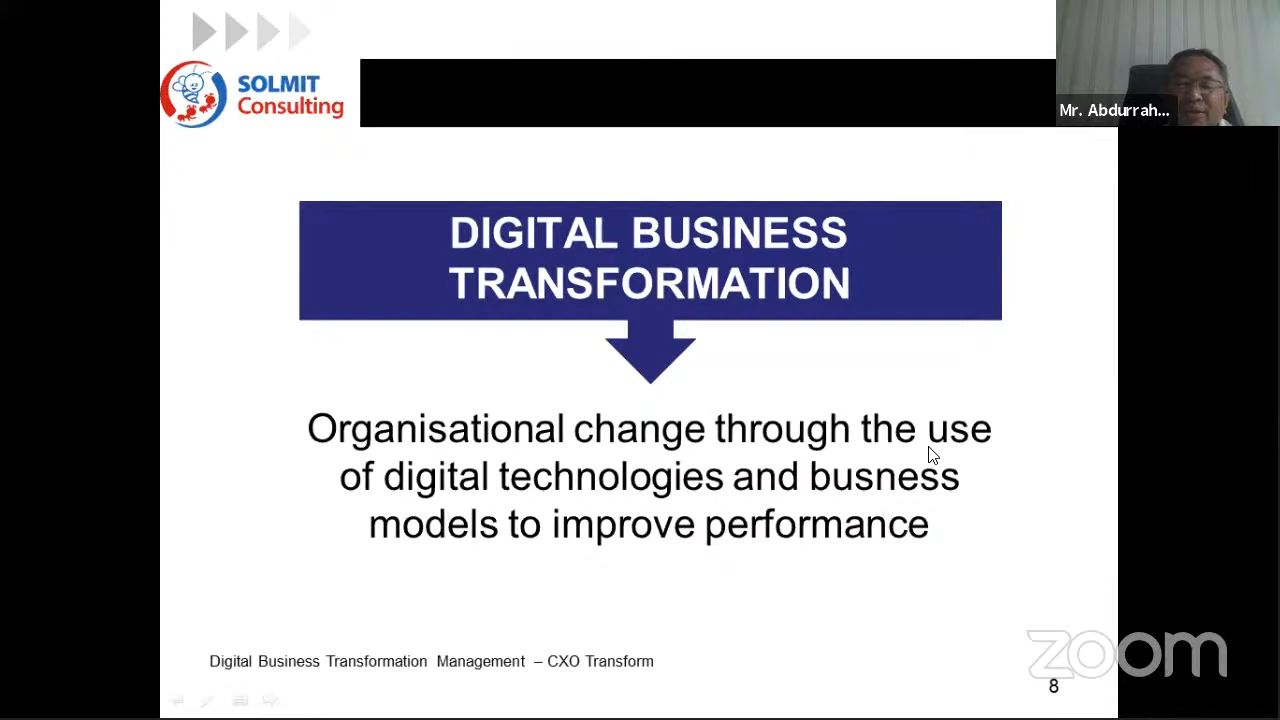 SOLMIT
Consulting
Mr. Abdurrah...
DIGITAL BUSINESS
TRANSFORMATION
Organisational change through the use
of digital technologies and busness
models to improve performance
Digital Business Transformation Management – CXO Transform
zoom
8